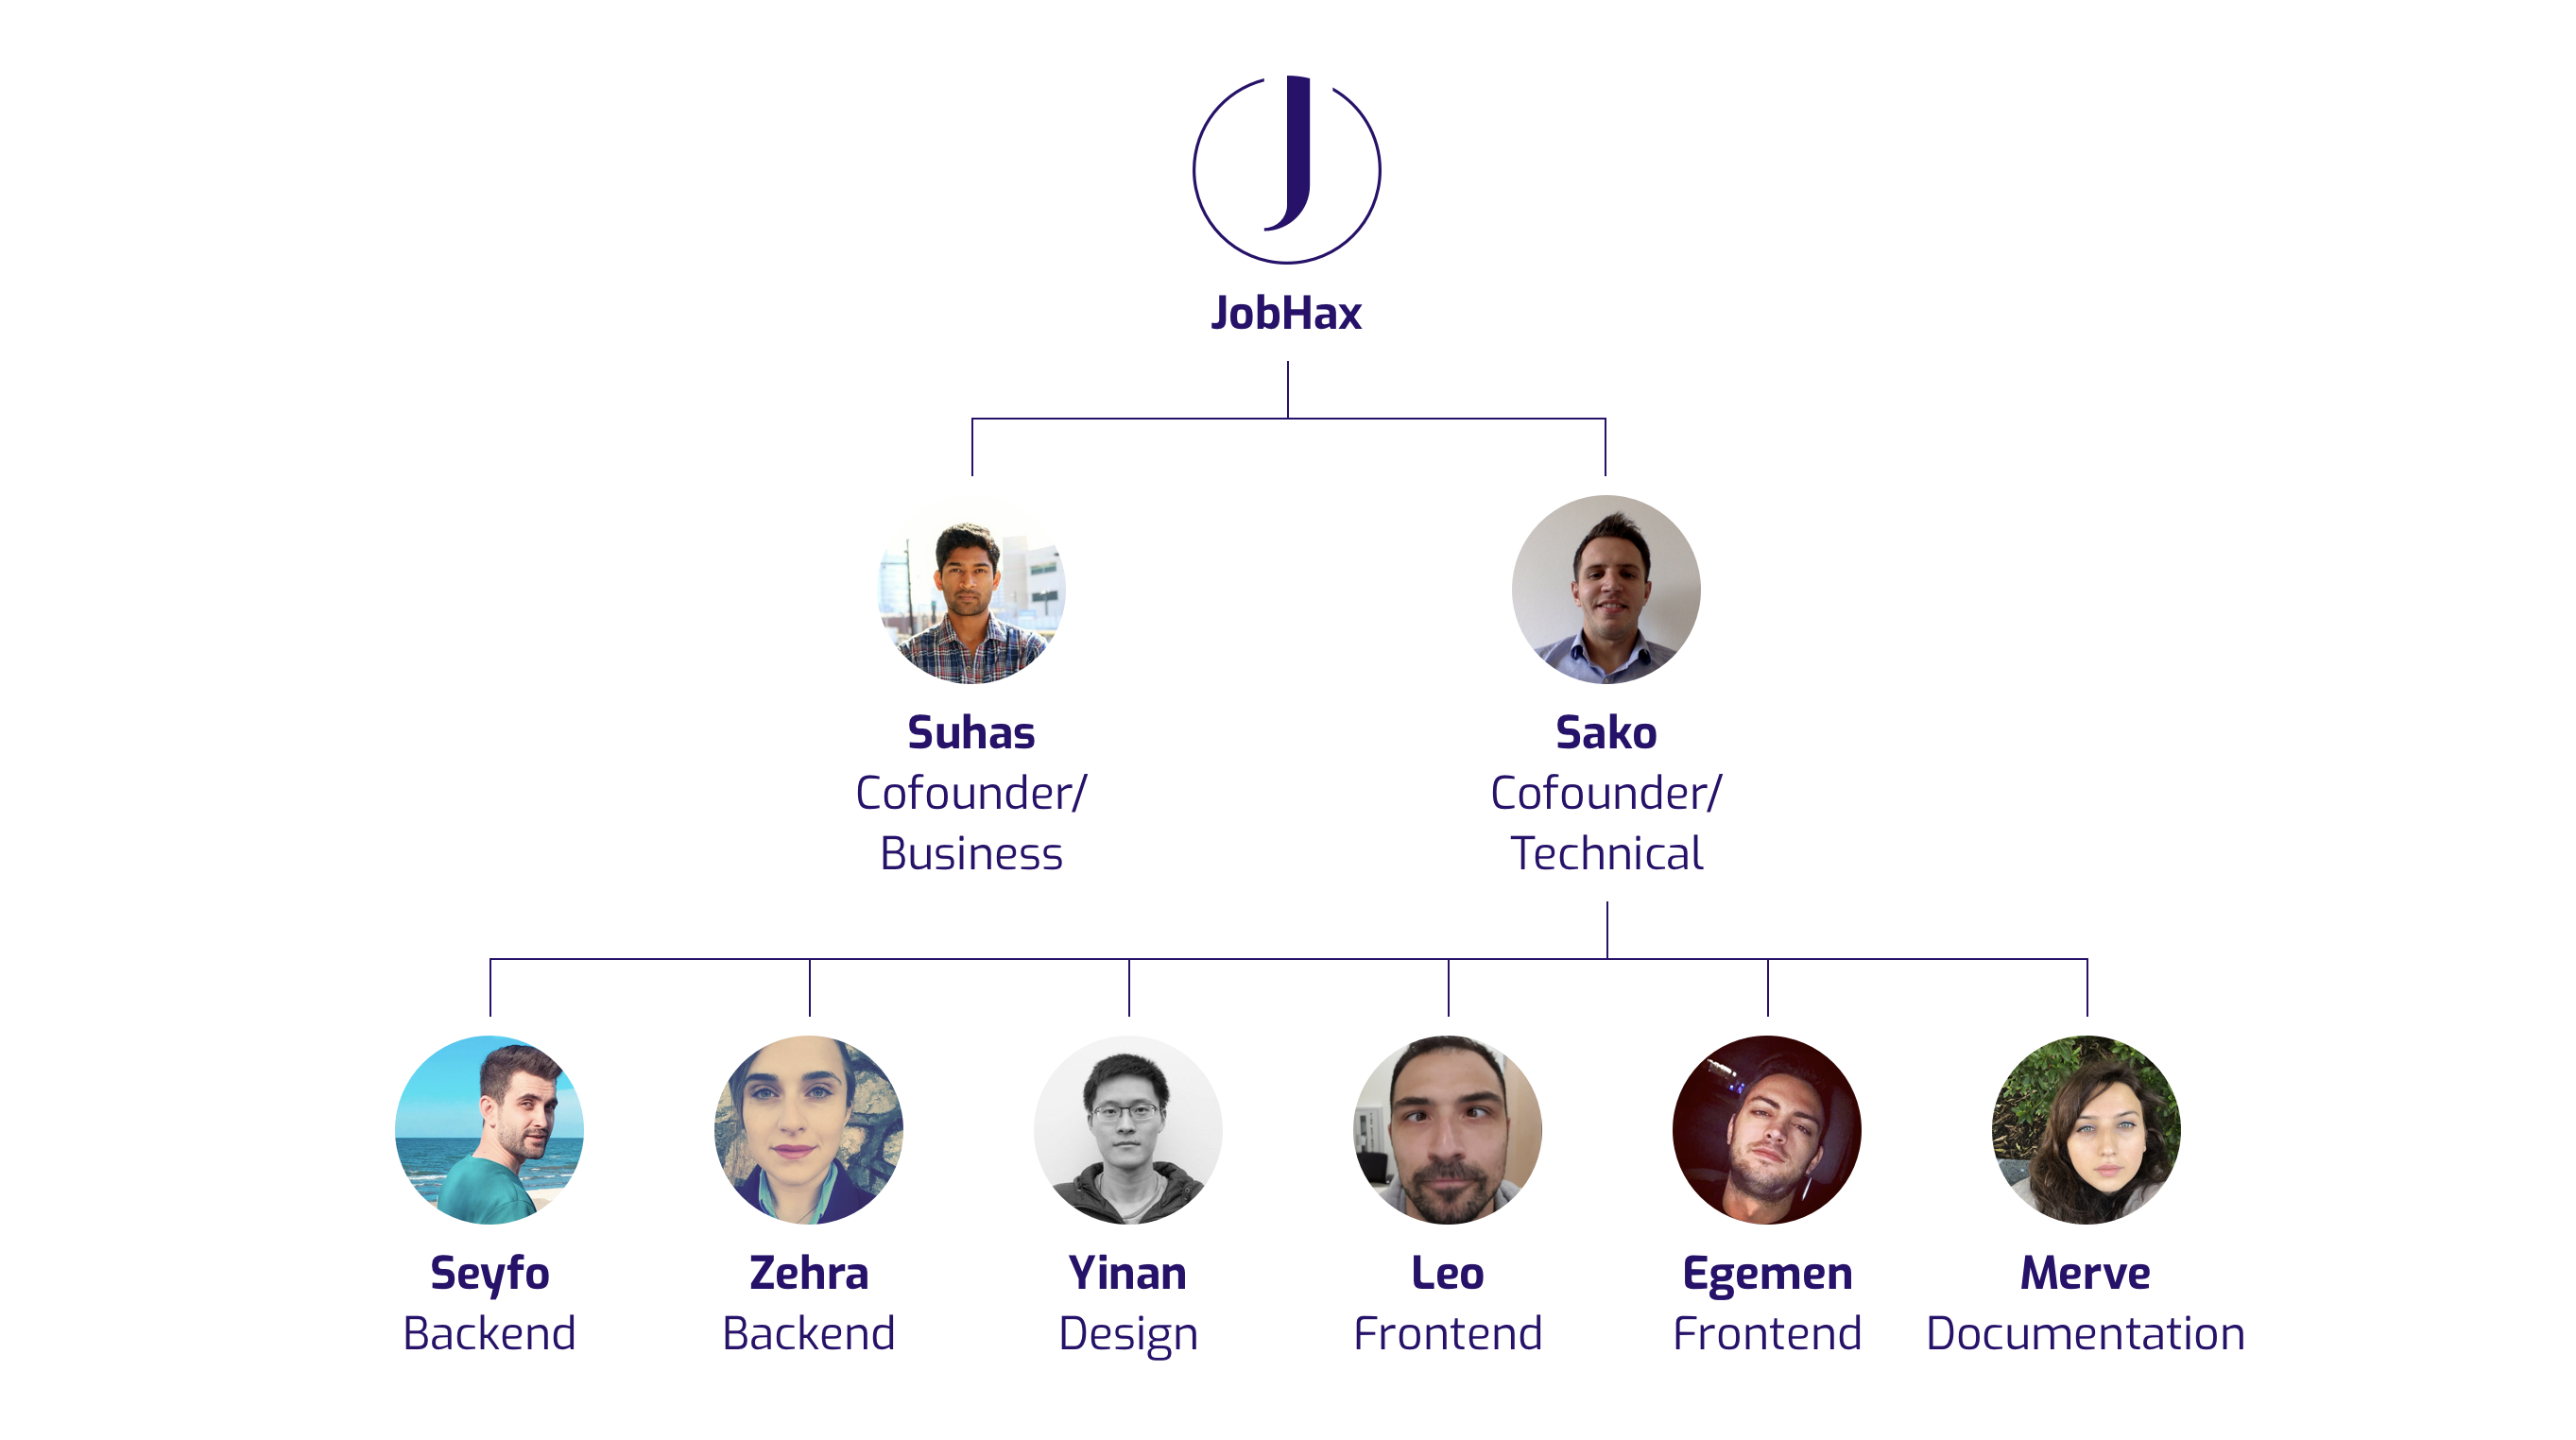 J
JobHax
Suhas
Cofounder/
Business
Sako
Cofounder/
Technical
Seyfo
Backend
Zehra
Backend
Yinan
Design
Leo
Frontend
Egemen
Frontend
Merve
Documentation